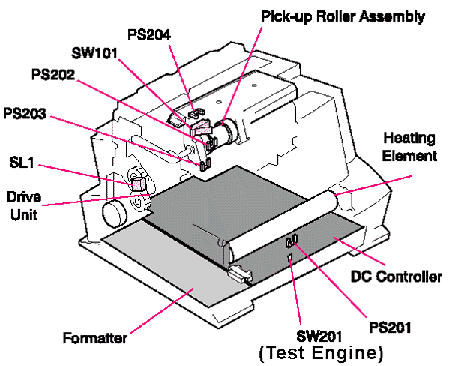 PS204
Pick-up Roller Assembly
SW101
PS202
PS203
SL1
Drive
Unit
Heating
Element
DC Controller
PS201
SW201
(Test Engine)
Formatter